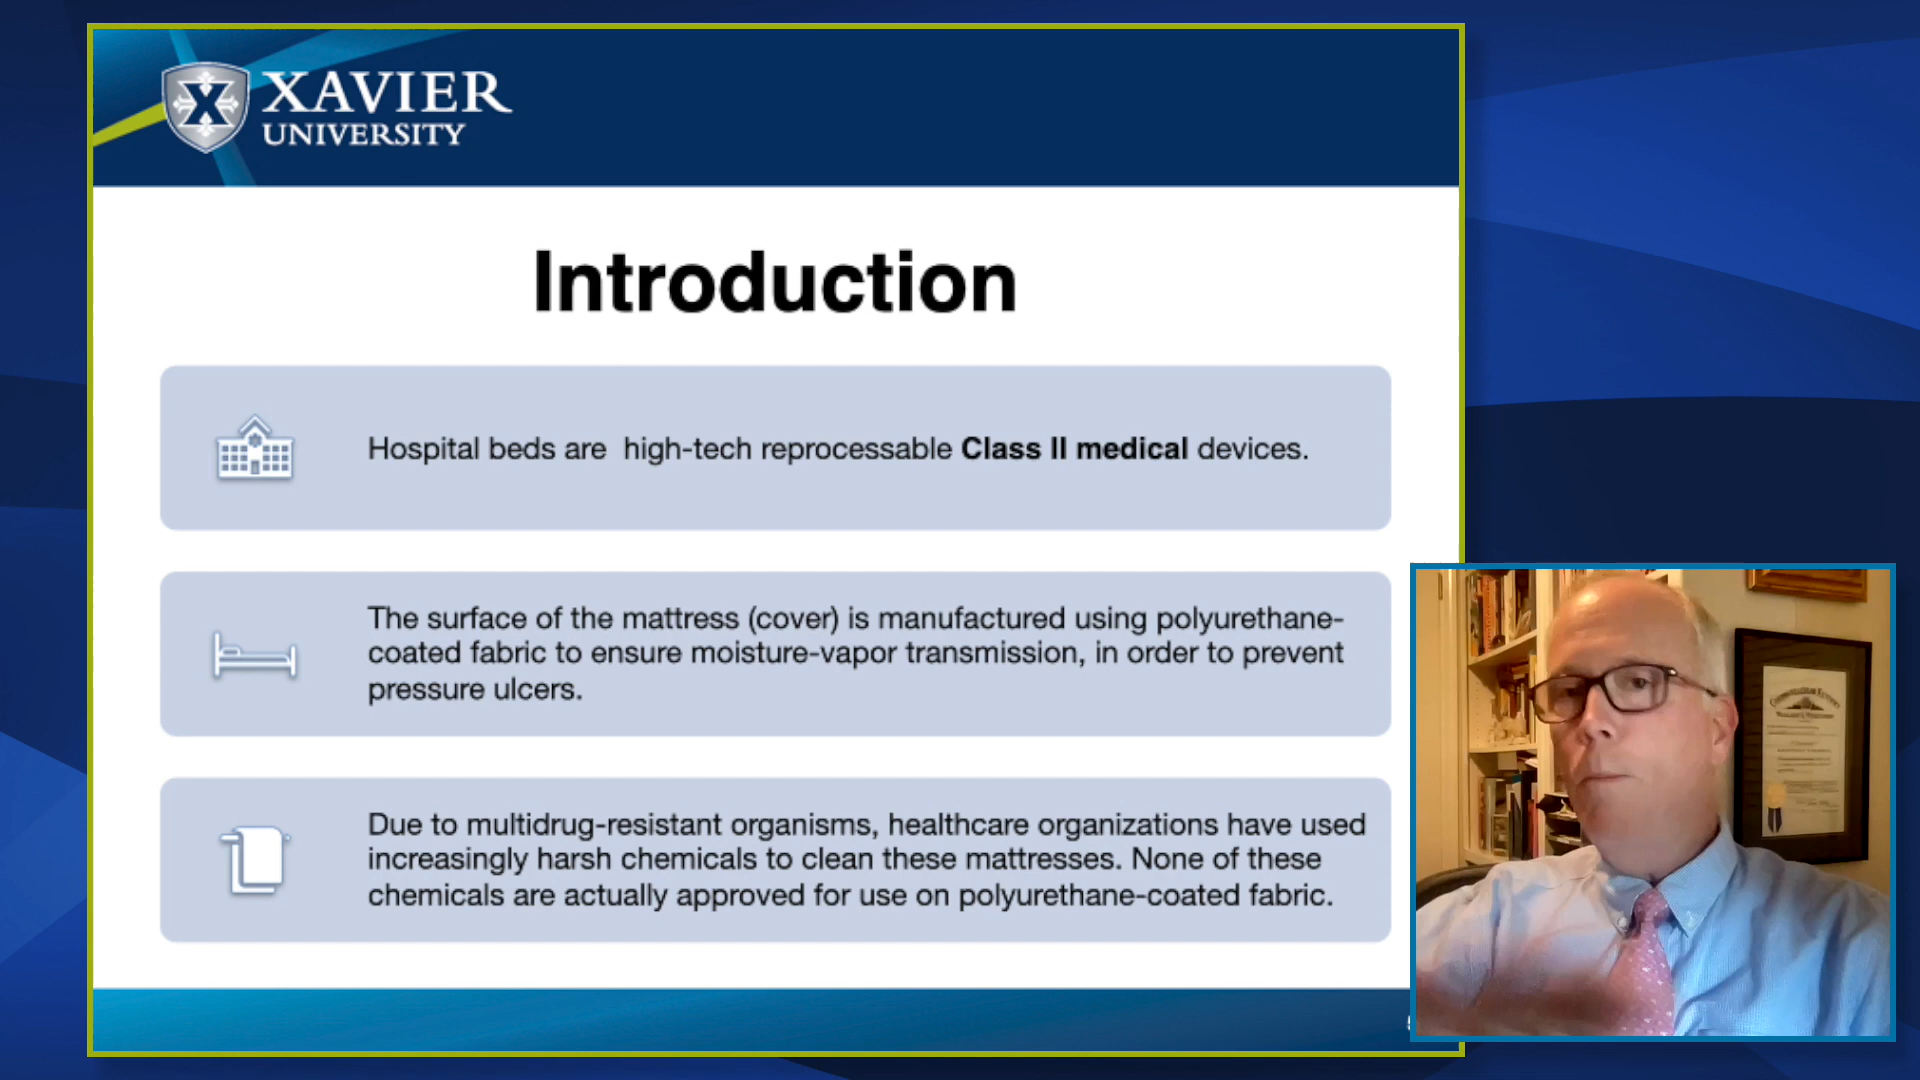 XAVIER
UNIVERSITY
Introduction
Hospital beds are  high-tech reprocessable Class II medical devices.
The surface of the mattress (cover) is manufactured using polyurethane-
coated fabric to ensure moisture-vapor transmission, in order to prevent
pressure ulcers.
Due to multidrug-resistant organisms, healthcare organizations have used
increasingly harsh chemicals to clean these mattresses. None of these
chemicals are actually approved for use on polyurethane-coated fabric.